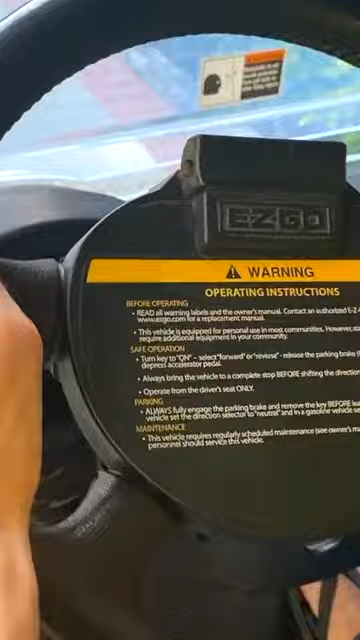 E-Z-GO
WARNING
OPERATING INSTRUCTIONS
BEFORE OPERATING
• READ all warning labels and the owner's manual. Contact an authorized E-Z-
www.ezgo.com for a replacement manual.
• This vehicle is equipped for personal use in most communities. However, sta
require additional equipment in your community.
SAFE OPERATION
• Turn key to "ON" - select "forward" or "reverse" - release the parking brake
depress accelerator pedal.
• Always bring the vehicle to a complete stop BEFORE shifting the direction
• Operate from the driver's seat ONLY.
PARKING
• ALWAYS fully engage the parking brake and remove the key BEFORE lea
vehicle set the direction selector to "neutral" and in a gasoline vehicle se
MAINTENANCE
• This vehicle requires regularly scheduled maintenance (see owner's ma
personnel should service this vehicle.